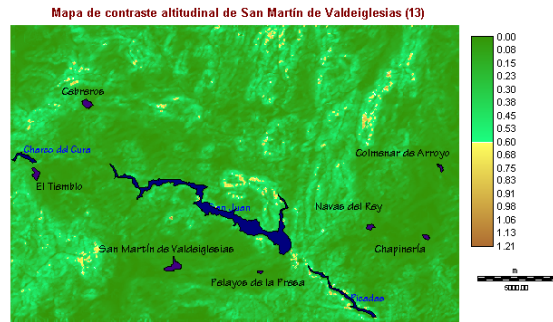 Mapa de contraste altitudinal de San Martín de Valdeiglesias (13)
0.00
0.08
0.15
0.23
0.30
0.38
0.45
0.53
0.60
0.68
0.75
0.83
0.91
0.98
1.06
1.13
1.21
Cebreros
Charco del Cura
Colmenar de Arroyo
El Tiemblo
San Juan
Navas del Rey
San Martín de Valdeiglesias
Chapinería
Pelayos de la Presa
Picadas
m
5000.00